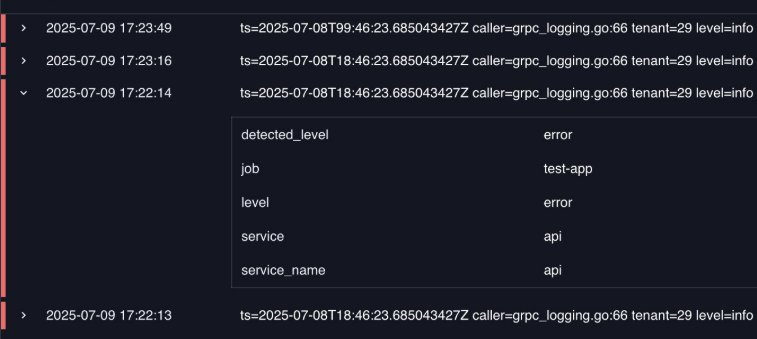 2025-07-09 17:23:49 ts=2025-07-08T99:46:23.685043427Z caller=grpc_logging.go:66 tenant=29 level=info
2025-07-09 17:23:16 ts=2025-07-08T18:46:23.685043427Z caller=grpc_logging.go:66 tenant=29 level=info
2025-07-09 17:22:14 ts=2025-07-08T18:46:23.685043427Z caller=grpc_logging.go:66 tenant=29 level=info
detected_level error
job test-app
level error
service api
service_name api
2025-07-09 17:22:13 ts=2025-07-08T18:46:23.685043427Z caller=grpc_logging.go:66 tenant=29 level=info